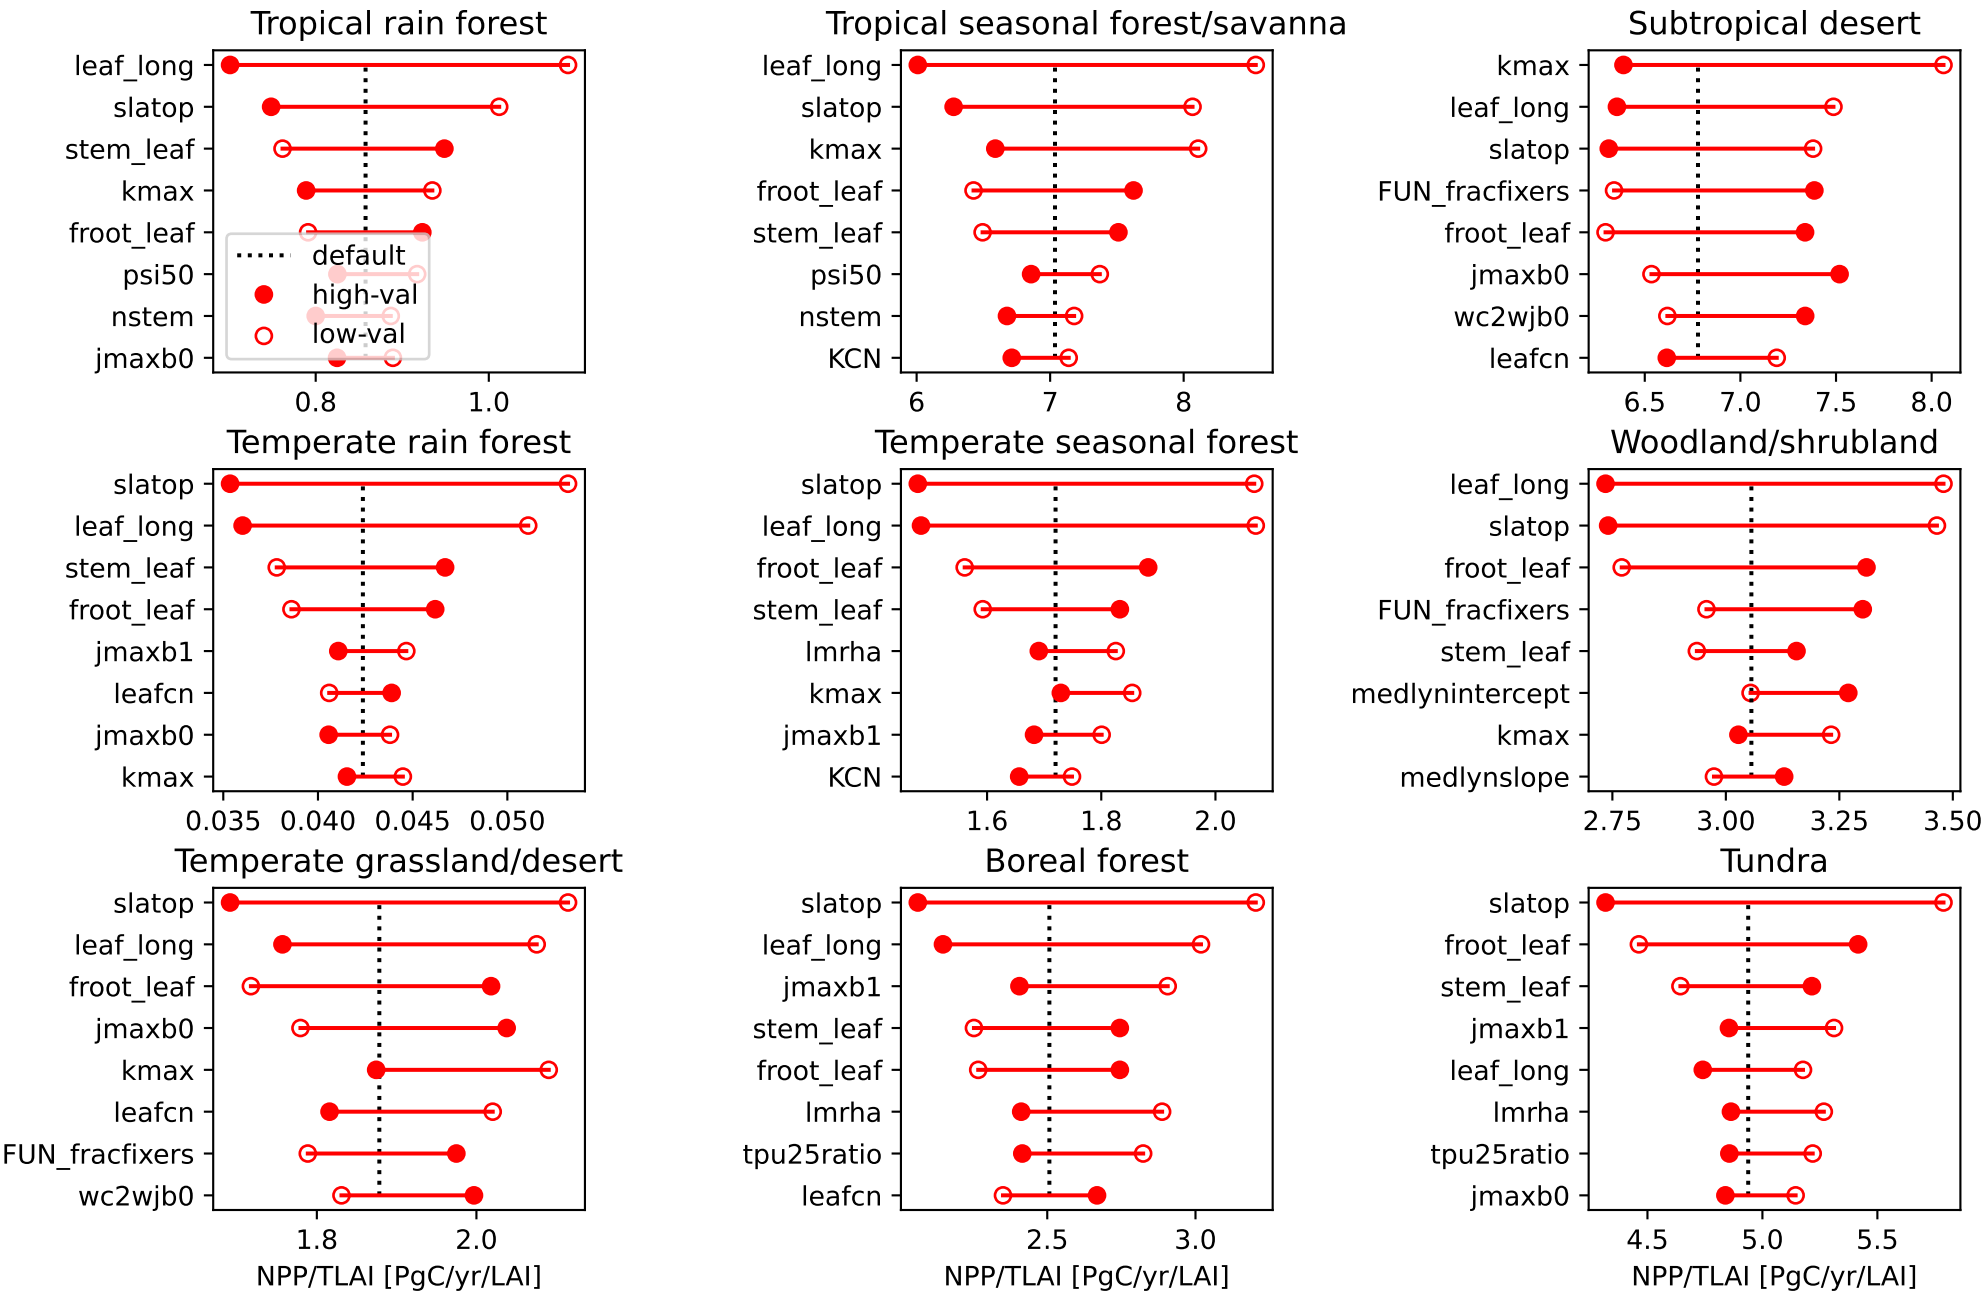 Tropical rain forest
leaf_long
slatop
stem_leaf
kmax
froot_leaf
psi50
nstem
jmaxb0
default
high-val
low-val
0.8 1.0
Tropical seasonal forest/savanna
leaf_long
slatop
kmax
froot_leaf
stem_leaf
psi50
nstem
KCN
6 7 8
Subtropical desert
kmax
leaf_long
slatop
FUN_fracfixers
froot_leaf
jmaxb0
wc2wjb0
leafcn
6.5 7.0 7.5 8.0
Temperate rain forest
slatop
leaf_long
stem_leaf
froot_leaf
jmaxb1
leafcn
jmaxb0
kmax
0.035 0.040 0.045 0.050
Temperate seasonal forest
slatop
leaf_long
froot_leaf
stem_leaf
lmrha
kmax
jmaxb1
KCN
1.6 1.8 2.0
Woodland/shrubland
leaf_long
slatop
froot_leaf
FUN_fracfixers
stem_leaf
medlynintercept
kmax
medlynslope
2.75 3.00 3.25 3.50
Temperate grassland/desert
slatop
leaf_long
froot_leaf
jmaxb0
kmax
leafcn
FUN_fracfixers
wc2wjb0
1.8 2.0
NPP/TLAI [PgC/yr/LAI]
Boreal forest
slatop
leaf_long
jmaxb1
stem_leaf
froot_leaf
lmrha
tpu25ratio
leafcn
2.5 3.0
NPP/TLAI [PgC/yr/LAI]
Tundra
slatop
froot_leaf
stem_leaf
jmaxb1
leaf_long
lmrha
tpu25ratio
jmaxb0
4.5 5.0 5.5
NPP/TLAI [PgC/yr/LAI]